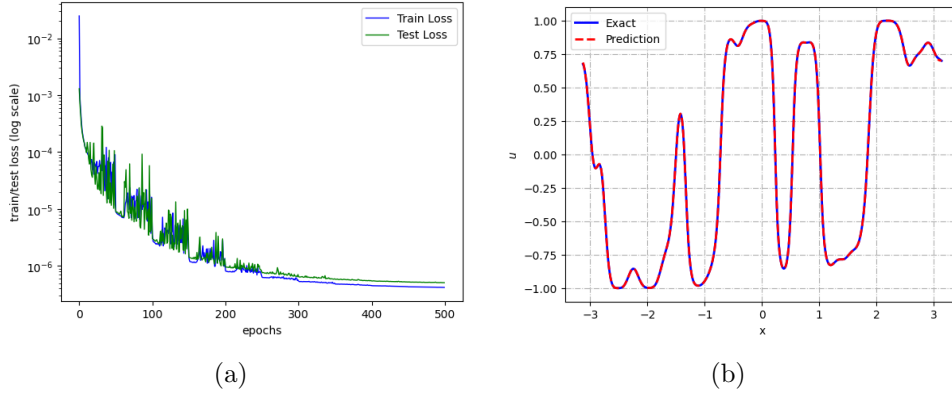 Train Loss
Test Loss
10⁻²
10⁻³
10⁻⁴
10⁻⁵
10⁻⁶
train/test loss (log scale)
0 100 200 300 400 500
epochs
(a)
Exact
Prediction
1.00
0.75
0.50
0.25
0.00
−0.25
−0.50
−0.75
−1.00
u
−3 −2 −1 0 1 2 3
x
(b)